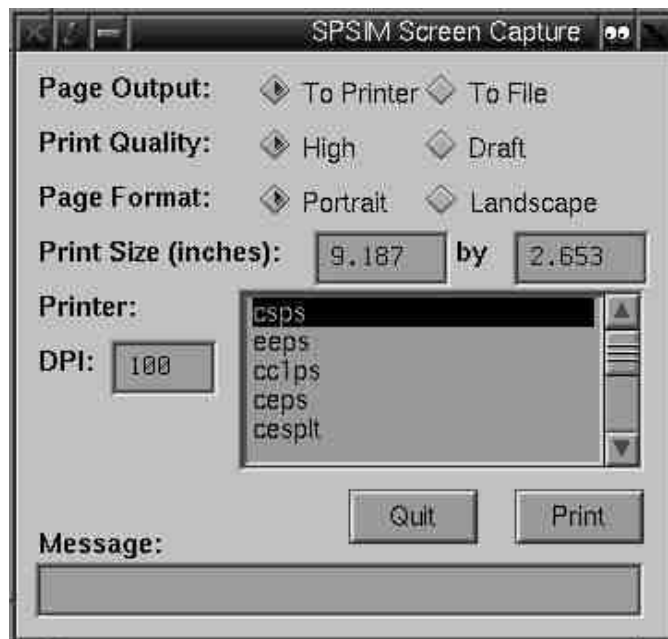 SPSIM Screen Capture
Page Output: To Printer To File
Print Quality: High Draft
Page Format: Portrait Landscape
Print Size (inches): 9.187 by 2.653
Printer:
DPI: 100
csps
eeps
cc1ps
ceps
cesplt
Quit Print
Message: